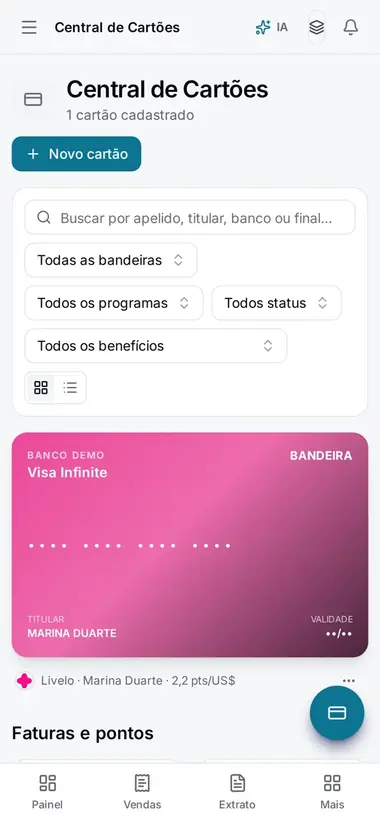 Central de Cartões
IA
Central de Cartões
1 cartão cadastrado
Novo cartão
Buscar por apelido, titular, banco ou final...
Todas as bandeiras
Todos os programas
Todos status
Todos os benefícios
BANCO DEMO
BANDEIRA
Visa Infinite
•••• •••• •••• ••••
TITULAR
VALIDADE
MARINA DUARTE
••/••
Livelo · Marina Duarte · 2,2 pts/US$
Faturas e pontos
Painel
Vendas
Extrato
Mais